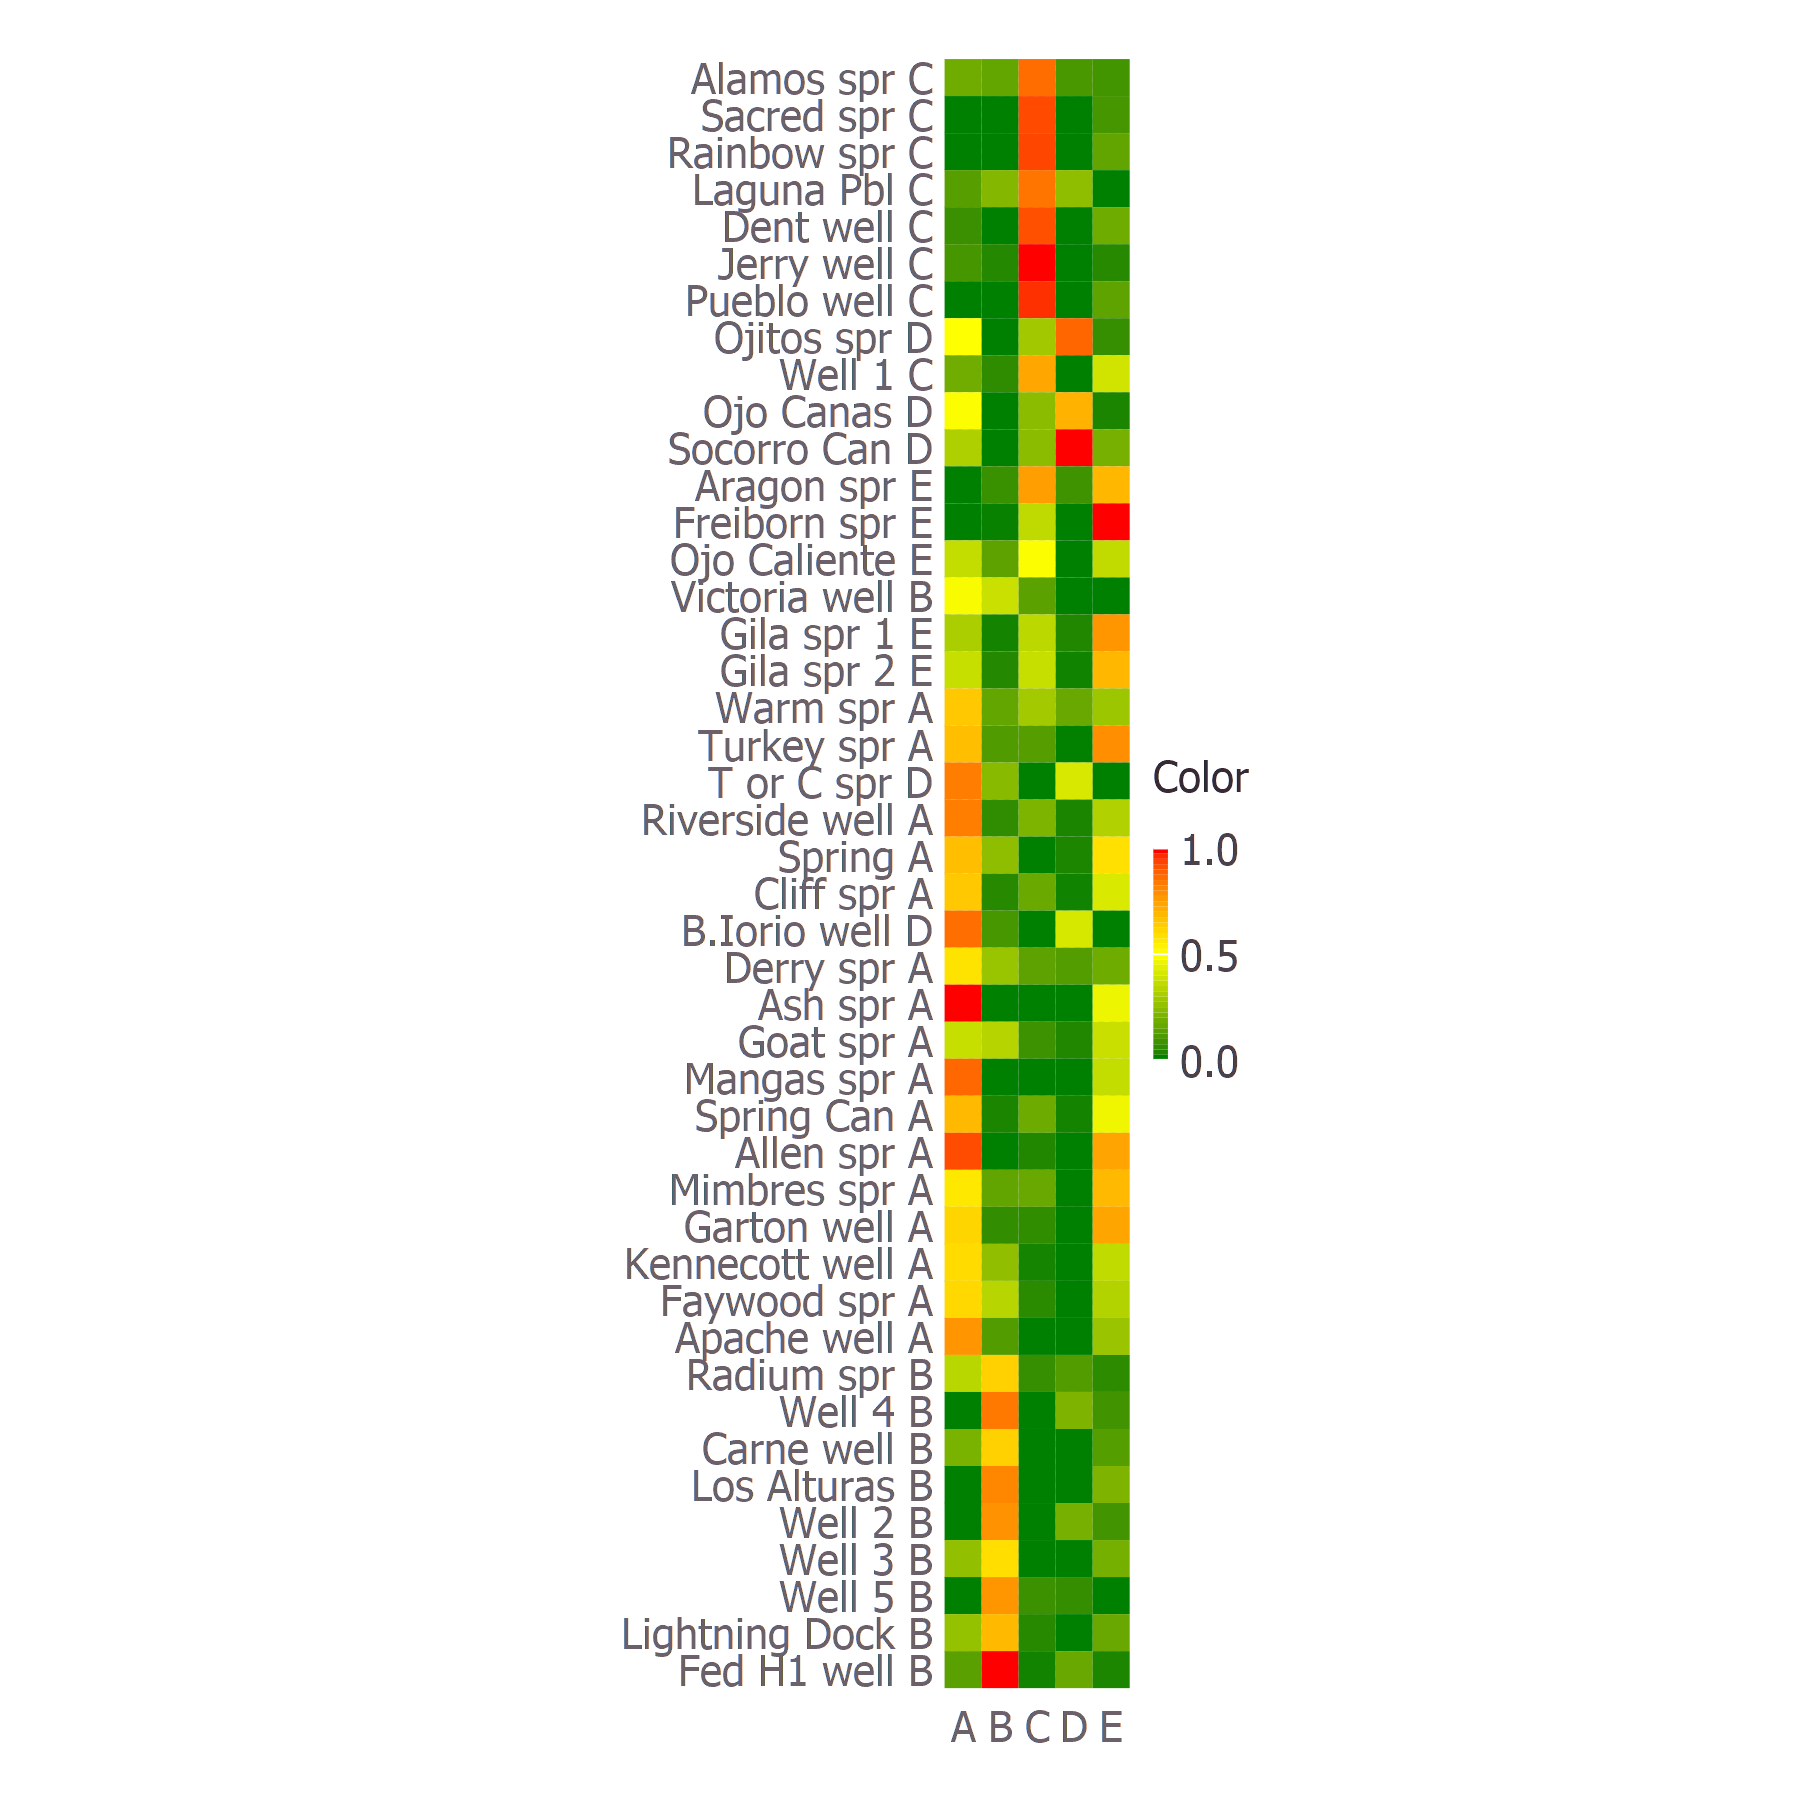 Alamos spr C
Sacred spr C
Rainbow spr C
Laguna Pbl C
Dent well C
Jerry well C
Pueblo well C
Ojitos spr D
Well 1 C
Ojo Canas D
Socorro Can D
Aragon spr E
Freiborn spr E
Ojo Caliente E
Victoria well B
Gila spr 1 E
Gila spr 2 E
Warm spr A
Turkey spr A
T or C spr D
Riverside well A
Spring A
Cliff spr A
B.Iorio well D
Derry spr A
Ash spr A
Goat spr A
Mangas spr A
Spring Can A
Allen spr A
Mimbres spr A
Garton well A
Kennecott well A
Faywood spr A
Apache well A
Radium spr B
Well 4 B
Carne well B
Los Alturas B
Well 2 B
Well 3 B
Well 5 B
Lightning Dock B
Fed H1 well B
A B C D E
Color
1.0
0.5
0.0